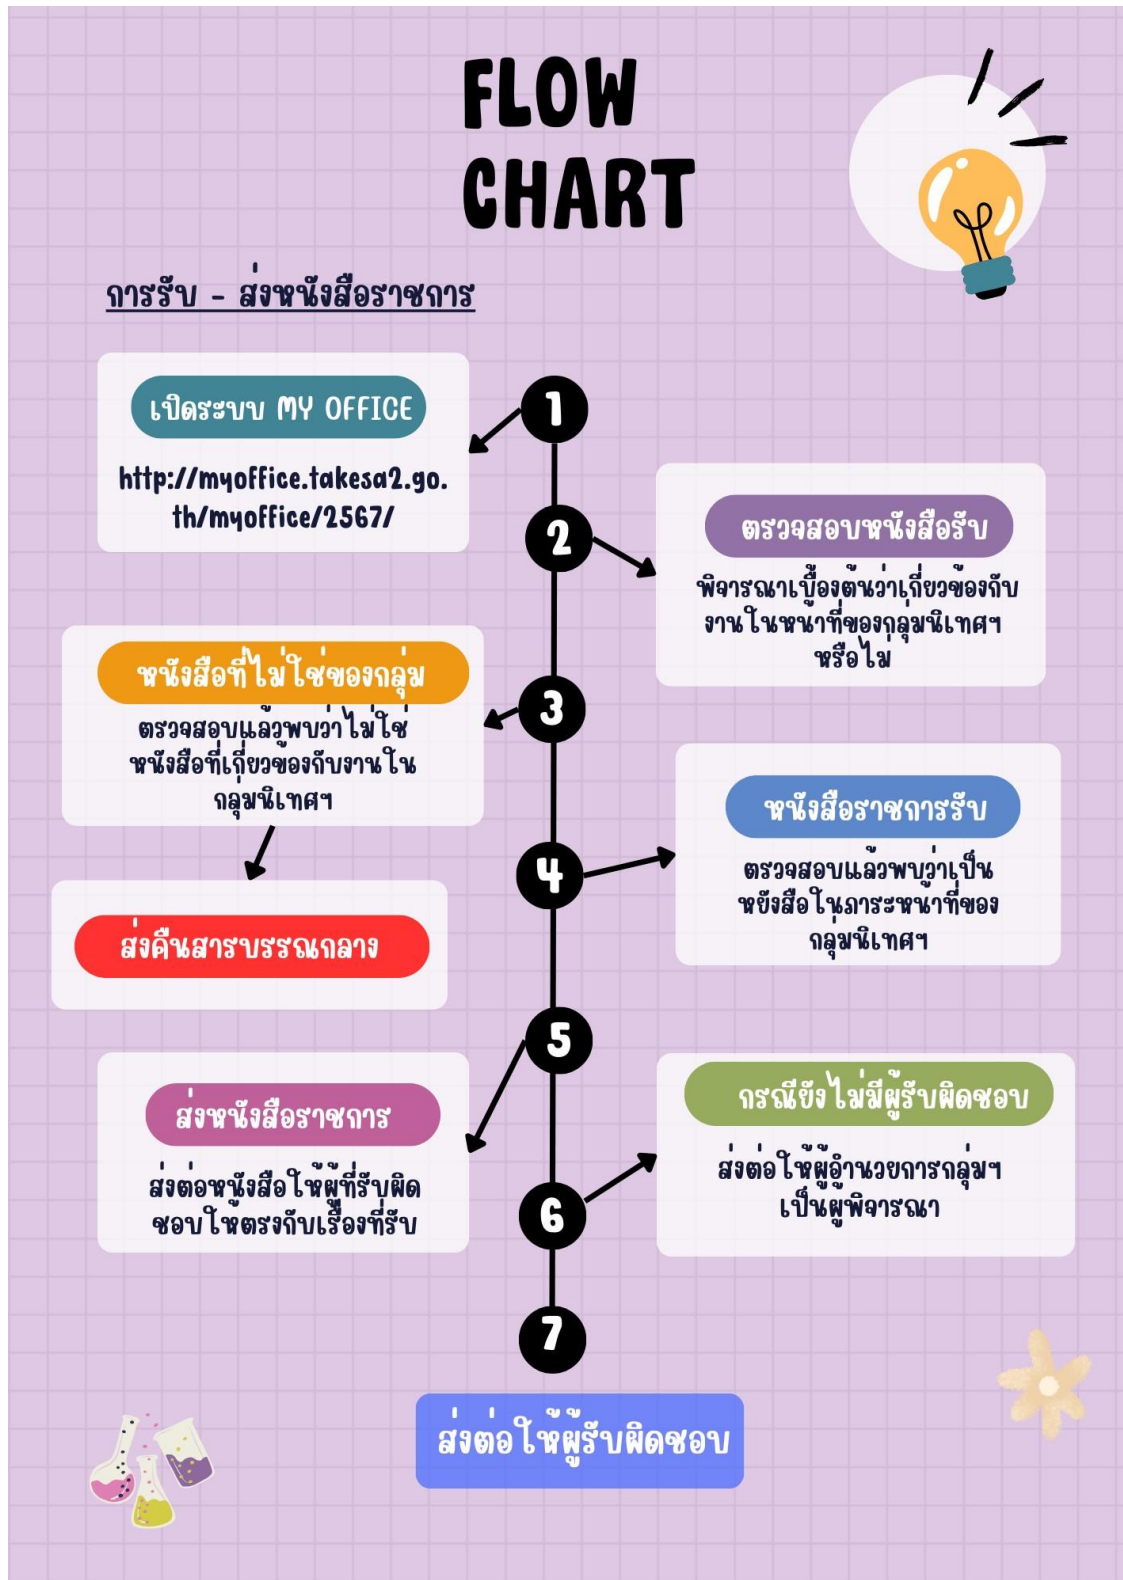 FLOW
CHART
การรับ - ส่งหนังสือราชการ
1
เปิดระบบ MY OFFICE
http://myoffice.takesa2.go.
th/myoffice/2567/
2
ตรวจสอบหนังสือรับ
พิจารณาเบื้องต้นว่าเกี่ยวข้องกับ
งานในหน้าที่ของกลุ่มนิเทศฯ
หรือไม่
3
หนังสือที่ไม่ใช่ของกลุ่ม
ตรวจสอบแล้วพบว่าไม่ใช่
หนังสือที่เกี่ยวข้องกับงานใน
กลุ่มนิเทศฯ
ส่งคืนสารบรรณกลาง
4
หนังสือราชการรับ
ตรวจสอบแล้วพบว่าเป็น
หยังสือในภาระหน้าที่ของ
กลุ่มนิเทศฯ
5
ส่งหนังสือราชการ
ส่งต่อหนังสือให้ผู้ที่รับผิด
ชอบให้ตรงกับเรื่องที่รับ
6
กรณียังไม่มีผู้รับผิดชอบ
ส่งต่อให้ผู้อำนวยการกลุ่มฯ
เป็นผู้พิจารณา
7
ส่งต่อให้ผู้รับผิดชอบ